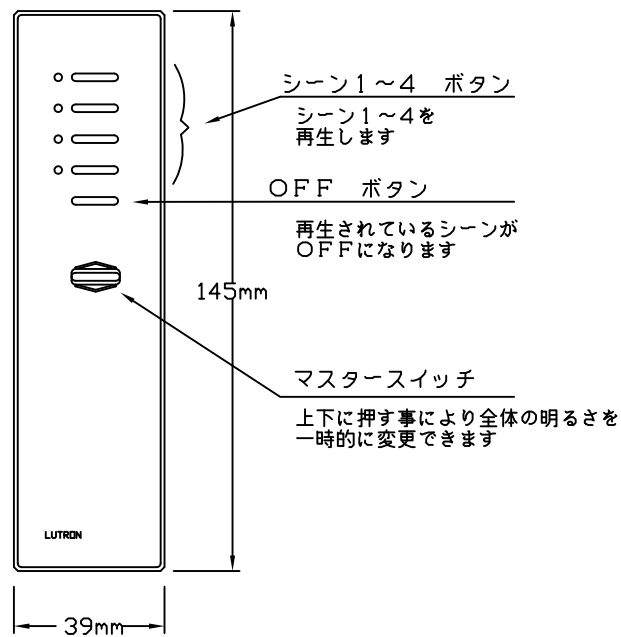 シーン1～4 ボタン
シーン1～4を
再生します
OFF ボタン
再生されているシーンが
OFFになります
145mm
マスタースイッチ
上下に押す事により全体の明るさを
一時的に変更できます
LUTRON
39mm